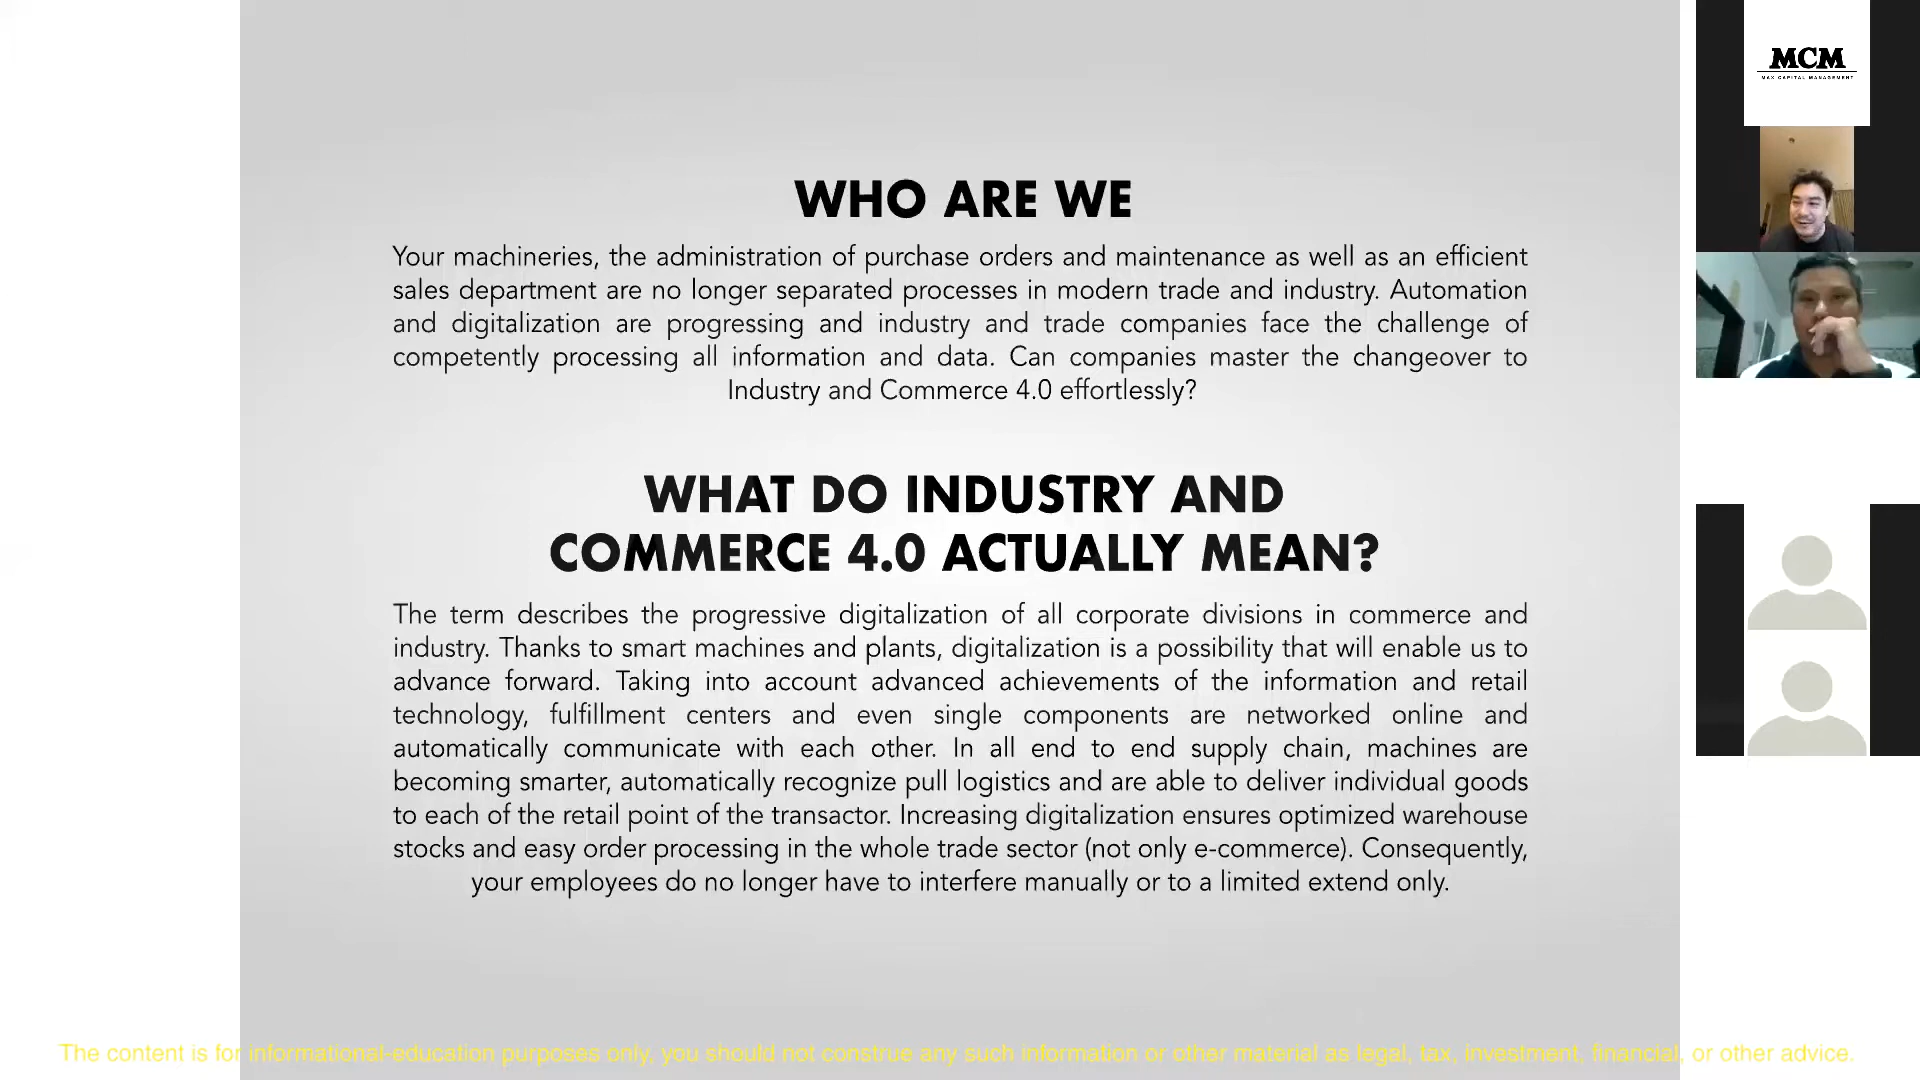 WHO ARE WE
Your machineries, the administration of purchase orders and maintenance as well as an efficient
sales department are no longer separated processes in modern trade and industry. Automation
and digitalization are progressing and industry and trade companies face the challenge of
competently processing all information and data. Can companies master the changeover to
Industry and Commerce 4.0 effortlessly?
WHAT DO INDUSTRY AND
COMMERCE 4.0 ACTUALLY MEAN?
The term describes the progressive digitalization of all corporate divisions in commerce and
industry. Thanks to smart machines and plants, digitalization is a possibility that will enable us to
advance forward. Taking into account advanced achievements of the information and retail
technology, fulfillment centers and even single components are networked online and
automatically communicate with each other. In all end to end supply chain, machines are
becoming smarter, automatically recognize pull logistics and are able to deliver individual goods
to each of the retail point of the transactor. Increasing digitalization ensures optimized warehouse
stocks and easy order processing in the whole trade sector (not only e-commerce). Consequently,
your employees do no longer have to interfere manually or to a limited extend only.
MCM
MAX CAPITAL MANAGEMENT
The content is for informational-education purposes only, you should not construe any such information or other material as legal, tax, investment, financial, or other advice.